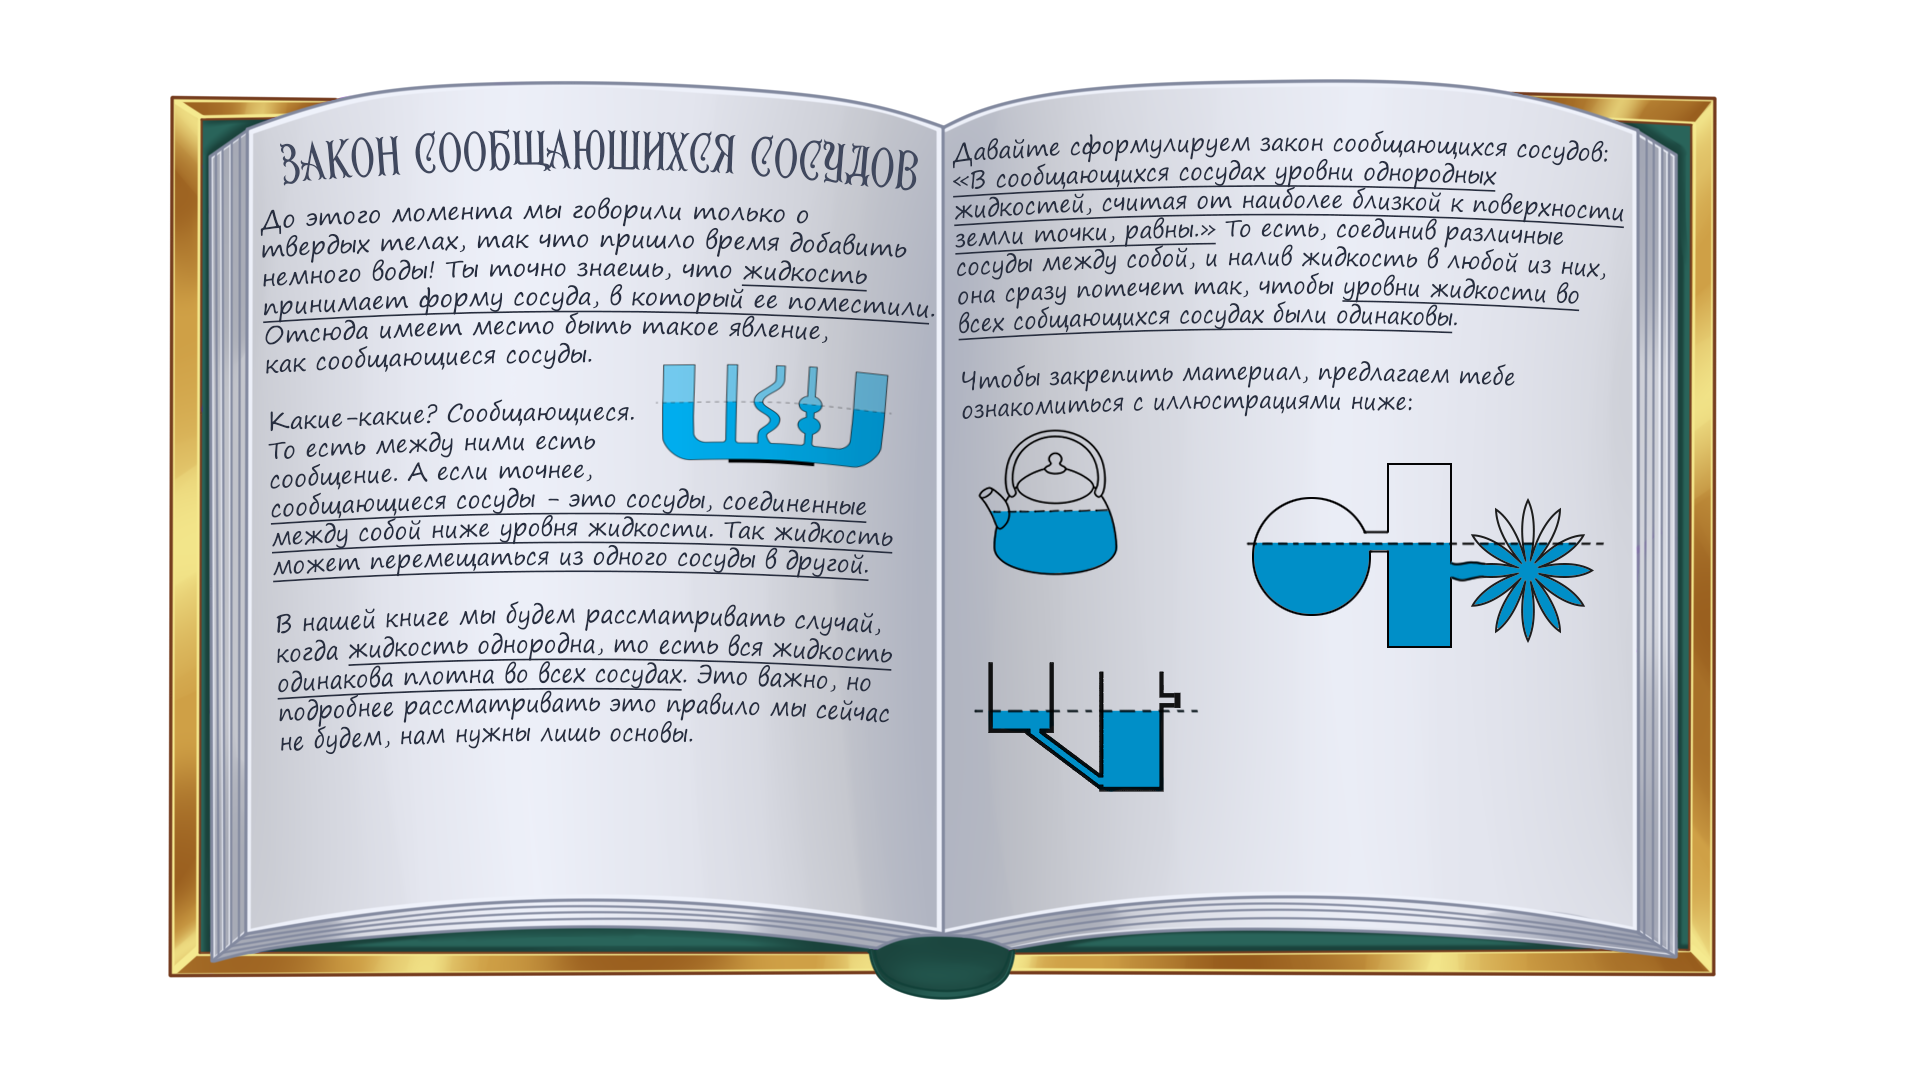 ЗАКОН СООБЩАЮШИХСЯ СОСУДОВ
До этого момента мы говорили только о
твердых телах, так что пришло время добавить
немного воды! Ты точно знаешь, что жидкость
принимает форму сосуда, в который ее поместили.
Отсюда имеет место быть такое явление,
как сообщающиеся сосуды.
Какие-какие? Сообщающиеся.
То есть между ними есть
сообщение. А если точнее,
сообщающиеся сосуды - это сосуды, соединенные
между собой ниже уровня жидкости. Так жидкость
может перемещаться из одного сосуды в другой.
В нашей книге мы будем рассматривать случай,
когда жидкость однородна, то есть вся жидкость
одинакова плотна во всех сосудах. Это важно, но
подробнее рассматривать это правило мы сейчас
не будем, нам нужны лишь основы.
Давайте сформулируем закон сообщающихся сосудов:
«В сообщающихся сосудах уровни однородных
жидкостей, считая от наиболее близкой к поверхности
земли точки, равны.» То есть, соединив различные
сосуды между собой, и налив жидкость в любой из них,
она сразу потечет так, чтобы уровни жидкости во
всех собщающихся сосудах были одинаковы.
Чтобы закрепить материал, предлагаем тебе
ознакомиться с иллюстрациями ниже: